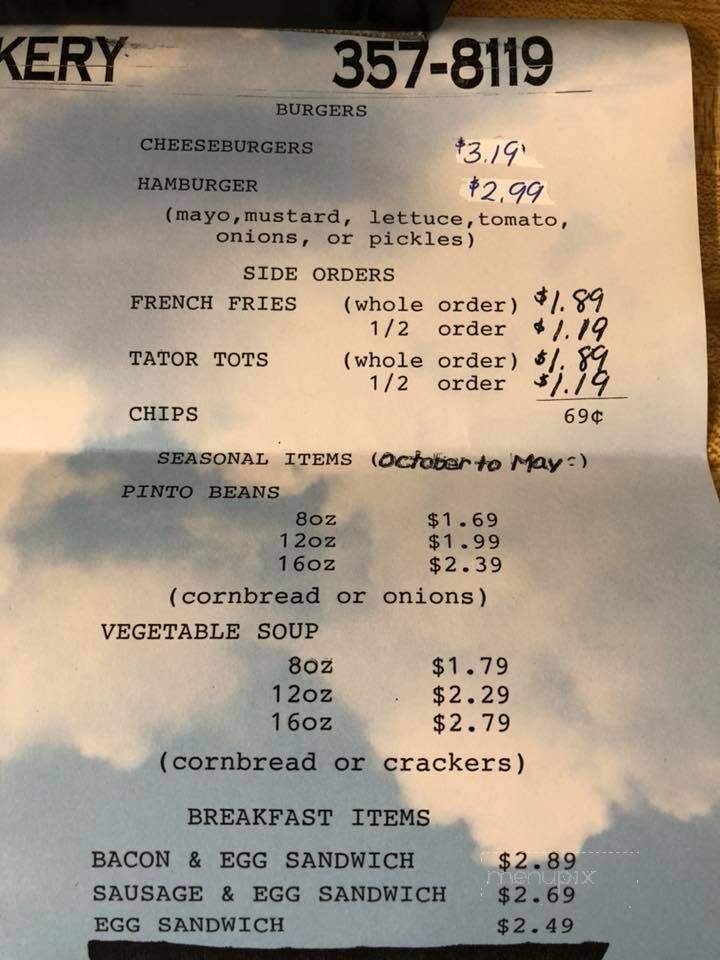 KERY 357-8119
BURGERS
CHEESEBURGERS $3.19
HAMBURGER $2.99
(mayo,mustard, lettuce,tomato,
onions, or pickles)
SIDE ORDERS
FRENCH FRIES (whole order) $1.89
1/2 order $1.19
TATOR TOTS (whole order) $1.89
1/2 order $1.19
CHIPS 69¢
SEASONAL ITEMS (October to May)
PINTO BEANS
8oz $1.69
12oz $1.99
16oz $2.39
(cornbread or onions)
VEGETABLE SOUP
8oz $1.79
12oz $2.29
16oz $2.79
(cornbread or crackers)
BREAKFAST ITEMS
BACON & EGG SANDWICH $2.89
menupix
SAUSAGE & EGG SANDWICH $2.69
EGG SANDWICH $2.49